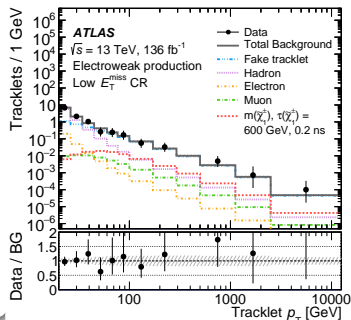 Tracklets / 1 GeV
10⁶
10⁵
10⁴
10³
10²
10
1
10⁻¹
10⁻²
10⁻³
10⁻⁴
10⁻⁵
10⁻⁶
ATLAS
√s = 13 TeV, 136 fb⁻¹
Electroweak production
Low E_T^miss CR
Data
Total Background
Fake tracklet
Hadron
Electron
Muon
m(χ̃₁^±), τ(χ̃₁^±) =
600 GeV, 0.2 ns
Data / BG
2
1.5
1
0.5
0
100
1000
10000
Tracklet p_T [GeV]